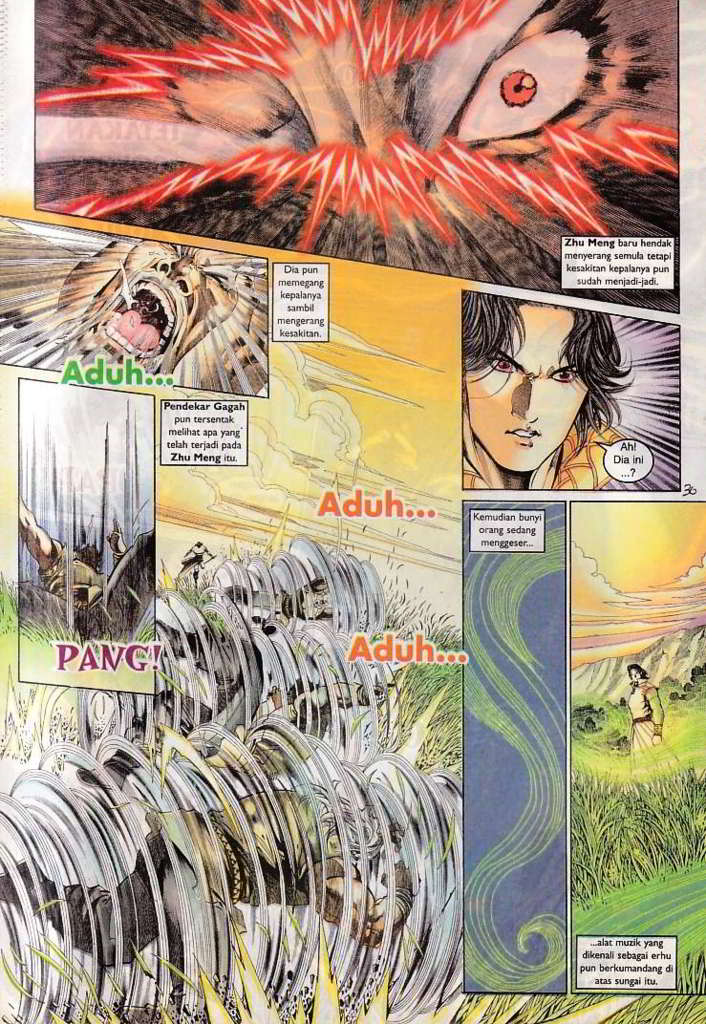 Zhu Meng baru hendak
menyerang semula tetapi
kesakitan kepalanya pun
sudah menjadi-jadi.
Dia pun
memegang
kepalanya
sambil
mengerang
kesakitan.
Aduh...
Pendekar Gagah
pun tersentak
melihat apa yang
telah terjadi pada
Zhu Meng itu.
Ah!
Dia ini
...?
36
Aduh...
PANG!
Aduh...
Kemudian bunyi
orang sedang
menggeser...
...alat muzik yang
dikenali sebagai erhu
pun berkumandang di
atas sungai itu.